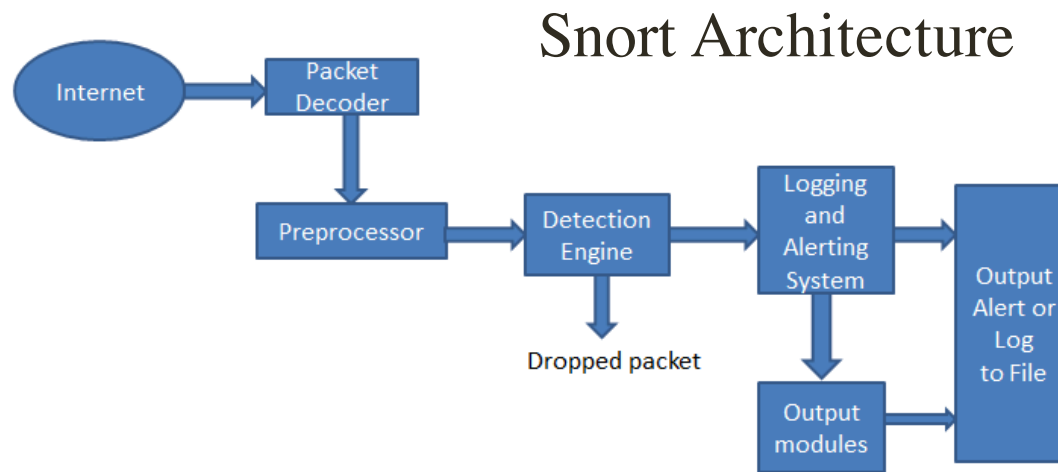 Snort Architecture
Internet
Packet
Decoder
Preprocessor
Detection
Engine
Dropped packet
Logging
and
Alerting
System
Output
modules
Output
Alert or
Log
to File